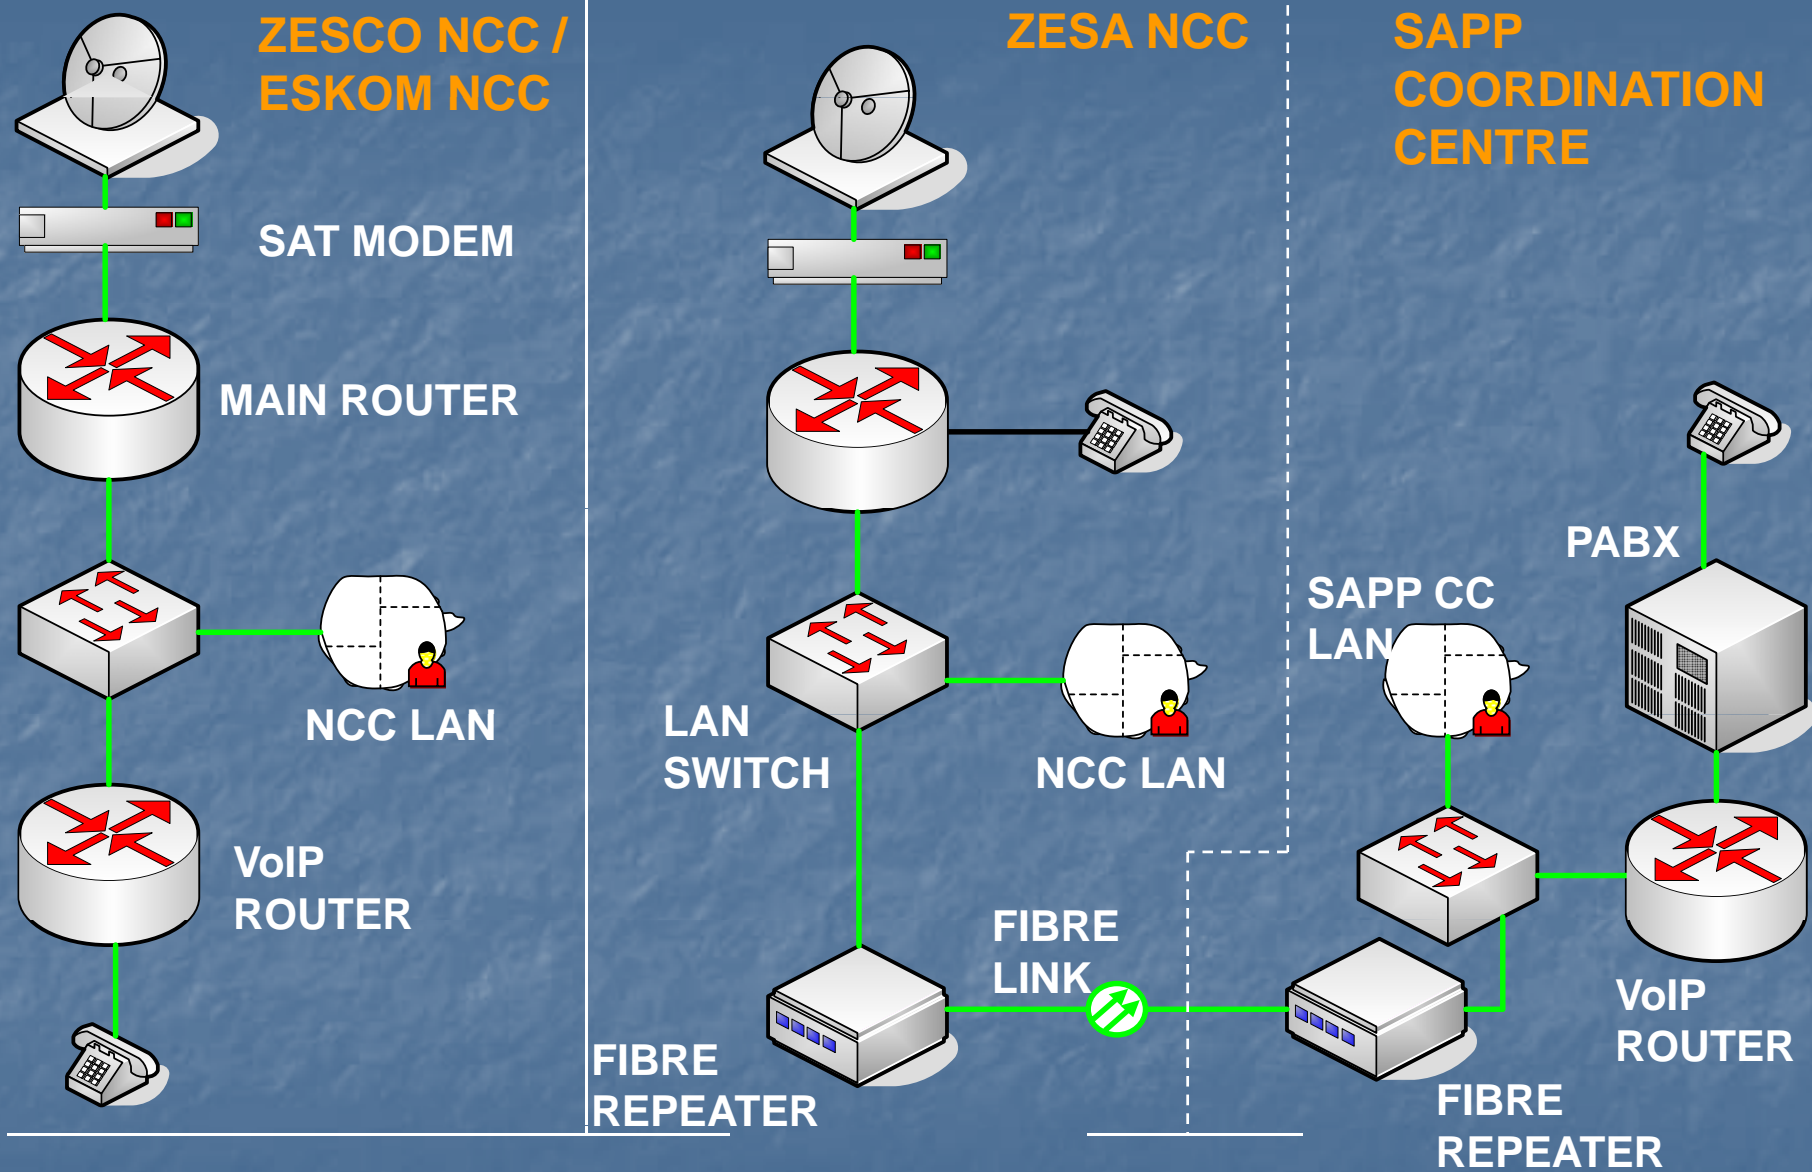 ZESCO NCC /
ESKOM NCC
SAT MODEM
MAIN ROUTER
NCC LAN
VoIP
ROUTER
ZESA NCC
LAN
SWITCH
NCC LAN
FIBRE
LINK
FIBRE
REPEATER
SAPP
COORDINATION
CENTRE
PABX
SAPP CC
LAN
VoIP
ROUTER
FIBRE
REPEATER